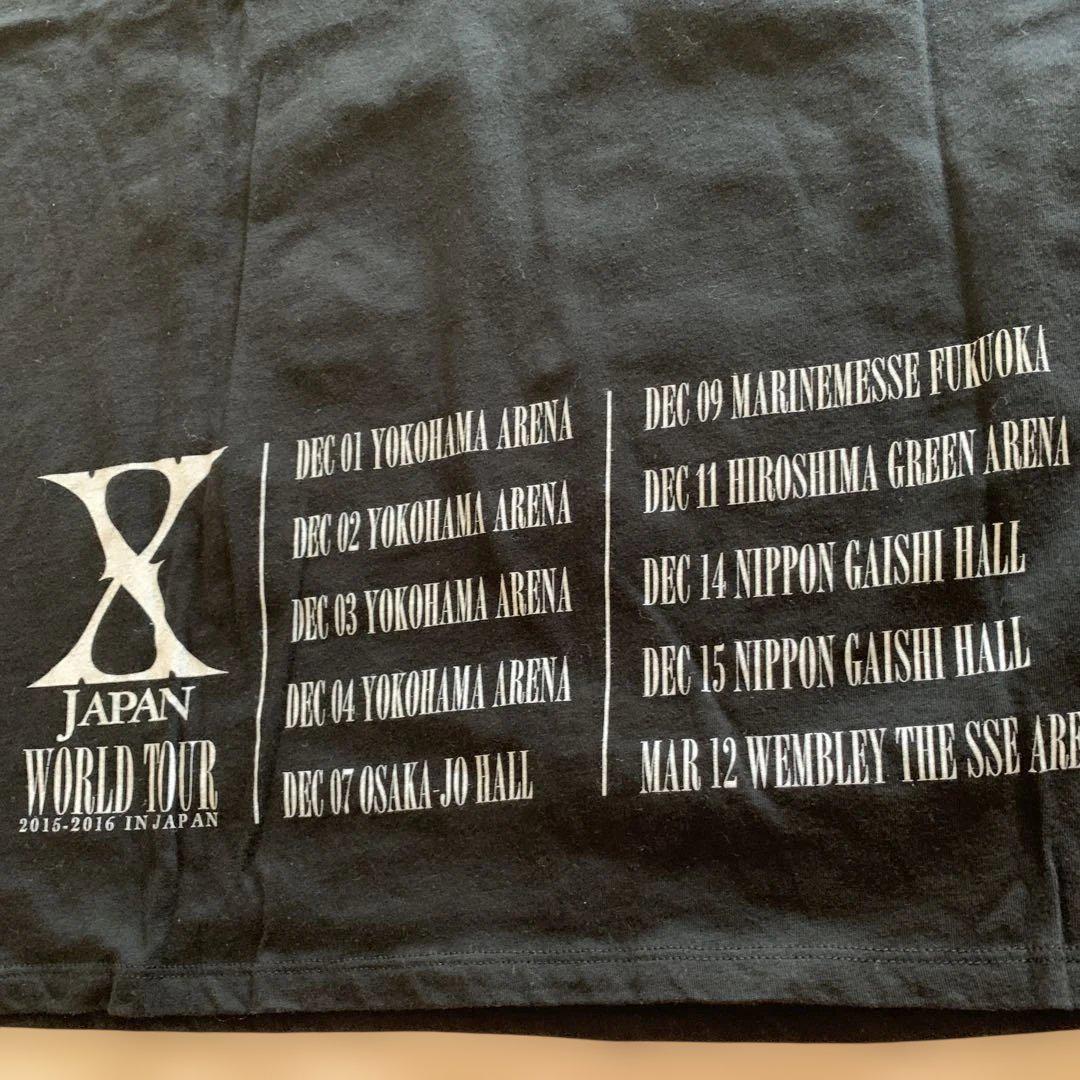 X
JAPAN
WORLD TOUR
2015-2016 IN JAPAN
DEC 01 YOKOHAMA ARENA
DEC 02 YOKOHAMA ARENA
DEC 03 YOKOHAMA ARENA
DEC 04 YOKOHAMA ARENA
DEC 07 OSAKA-JO HALL
DEC 09 MARINEMESSE FUKUOKA
DEC 11 HIROSHIMA GREEN ARENA
DEC 14 NIPPON GAISHI HALL
DEC 15 NIPPON GAISHI HALL
MAR 12 WEMBLEY THE SSE ARE